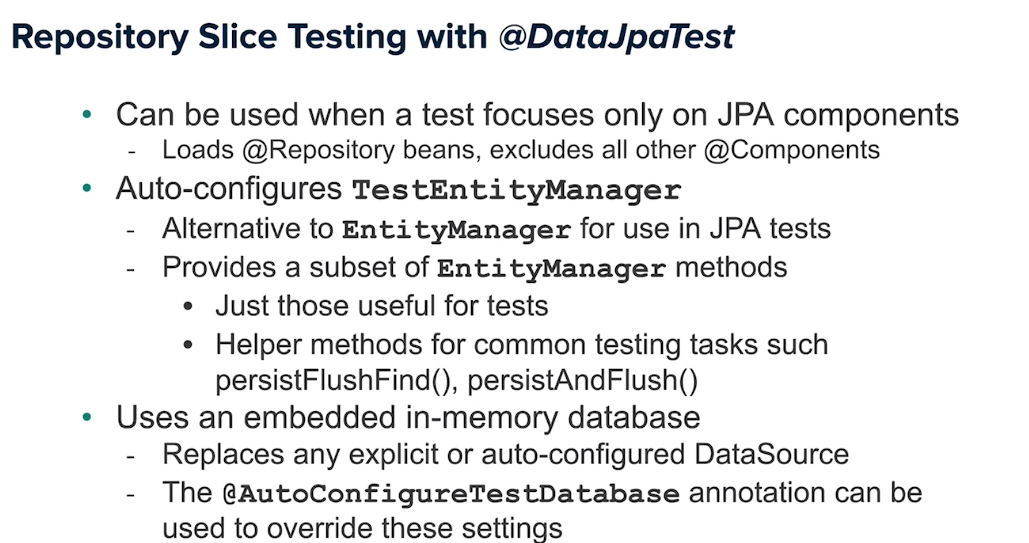 Repository Slice Testing with @DataJpaTest
• Can be used when a test focuses only on JPA components
- Loads @Repository beans, excludes all other @Components
• Auto-configures TestEntityManager
- Alternative to EntityManager for use in JPA tests
- Provides a subset of EntityManager methods
• Just those useful for tests
• Helper methods for common testing tasks such
persistFlushFind(), persistAndFlush()
• Uses an embedded in-memory database
- Replaces any explicit or auto-configured DataSource
- The @AutoConfigureTestDatabase annotation can be
used to override these settings